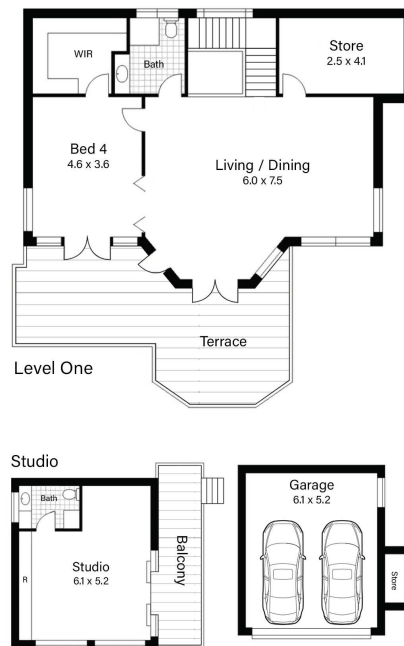 WIR
Bath
Store
2.5 x 4.1
Bed 4
4.6 x 3.6
Living / Dining
6.0 x 7.5
Terrace
Level One
Studio
Bath
R
Studio
6.1 x 5.2
Balcony
Garage
6.1 x 5.2
Store